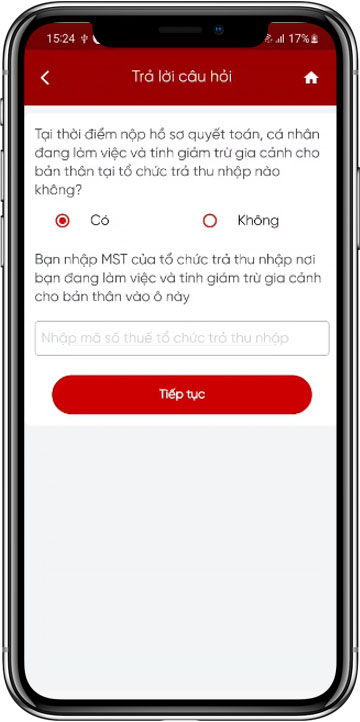 15:24 17%
Trả lời câu hỏi
Tại thời điểm nộp hồ sơ quyết toán, cá nhân
đang làm việc và tính giảm trừ gia cảnh cho
bản thân tại tổ chức trả thu nhập nào
không?
Có Không
Bạn nhập MST của tổ chức trả thu nhập nơi
bạn đang làm việc và tính giảm trừ gia cảnh
cho bản thân vào ô này
Nhập mã số thuế tổ chức trả thu nhập
Tiếp tục